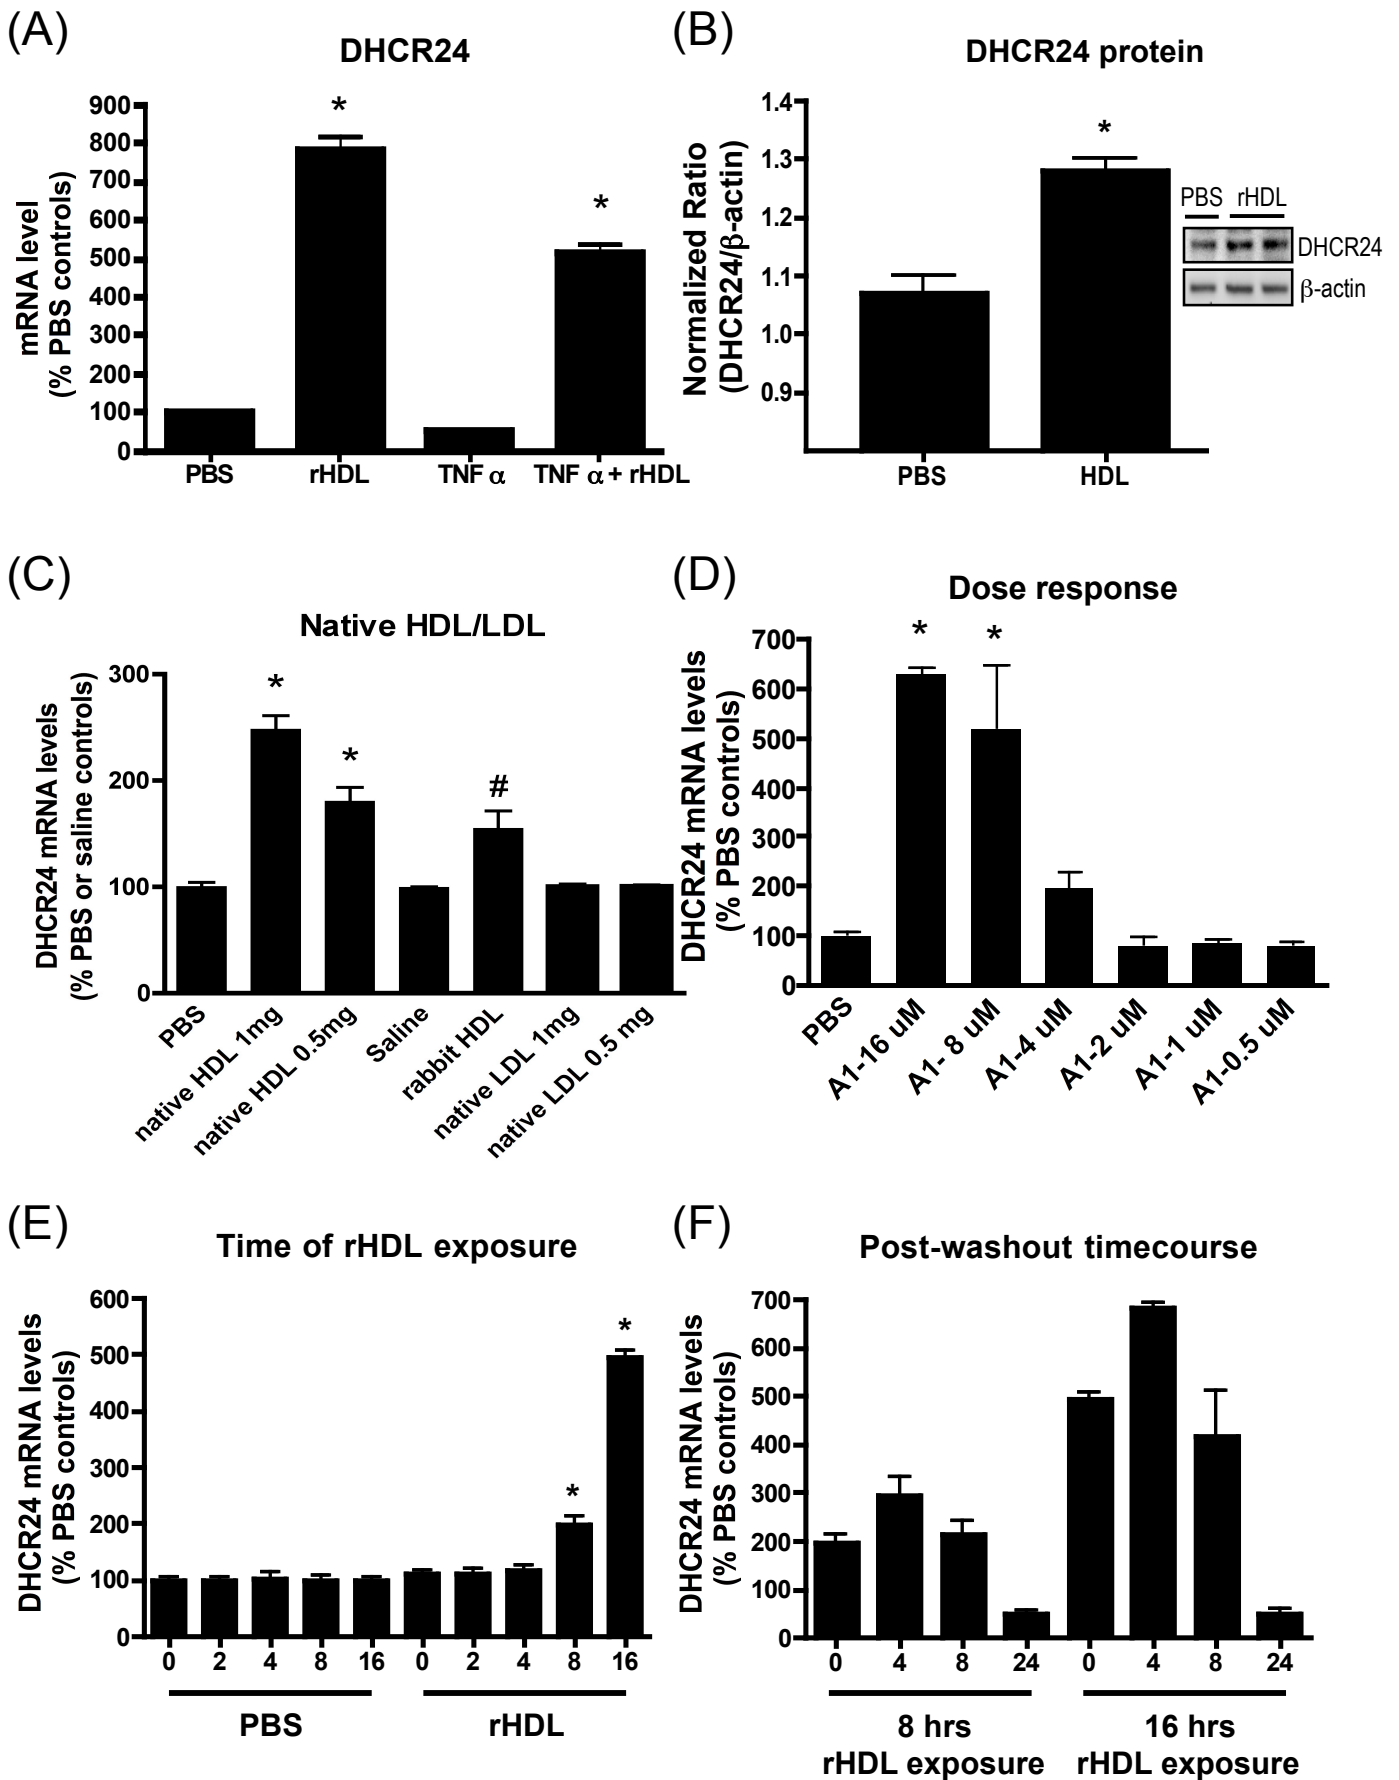 (A)
DHCR24
mRNA level
(% PBS controls)
900
800
700
600
500
400
300
200
100
0
*
*
PBS
rHDL
TNF α
TNF α + rHDL
(B)
DHCR24 protein
Normalized Ratio
(DHCR24/β-actin)
1.4
1.3
1.2
1.1
1.0
0.9
*
PBS
HDL
PBS rHDL
DHCR24
β-actin
(C)
Native HDL/LDL
DHCR24 mRNA levels
(% PBS or saline controls)
300
200
100
0
*
*
#
PBS
native HDL 1mg
native HDL 0.5mg
Saline
rabbit HDL
native LDL 1mg
native LDL 0.5 mg
(D)
Dose response
DHCR24 mRNA levels
(% PBS controls)
700
600
500
400
300
200
100
0
*
*
PBS
A1-16 uM
A1- 8 uM
A1-4 uM
A1-2 uM
A1-1 uM
A1-0.5 uM
(E)
Time of rHDL exposure
DHCR24 mRNA levels
(% PBS controls)
600
500
400
300
200
100
0
*
*
0 2 4 8 16 0 2 4 8 16
PBS
rHDL
(F)
Post-washout timecourse
DHCR24 mRNA levels
(% PBS controls)
700
600
500
400
300
200
100
0
0 4 8 24 0 4 8 24
8 hrs
rHDL exposure
16 hrs
rHDL exposure